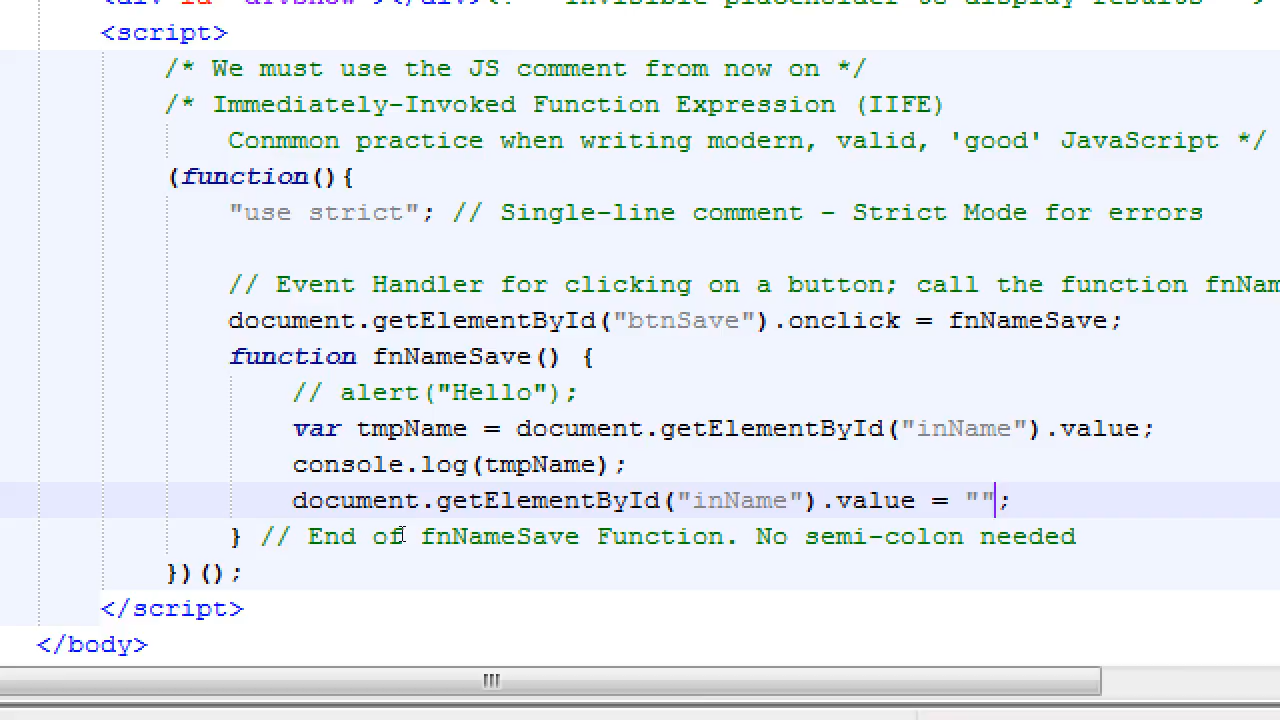 <script>
/* We must use the JS comment from now on */
/* Immediately-Invoked Function Expression (IIFE)
Conmmon practice when writing modern, valid, 'good' JavaScript */
(function(){
"use strict"; // Single-line comment - Strict Mode for errors
// Event Handler for clicking on a button; call the function
document.getElementById("btnSave").onclick = fnNameSave;
function fnNameSave() {
// alert("Hello");
var tmpName = document.getElementById("inName").value;
console.log(tmpName);
document.getElementById("inName").value = "";
} // End of fnNameSave Function. No semi-colon needed
})();
</script>
</body>